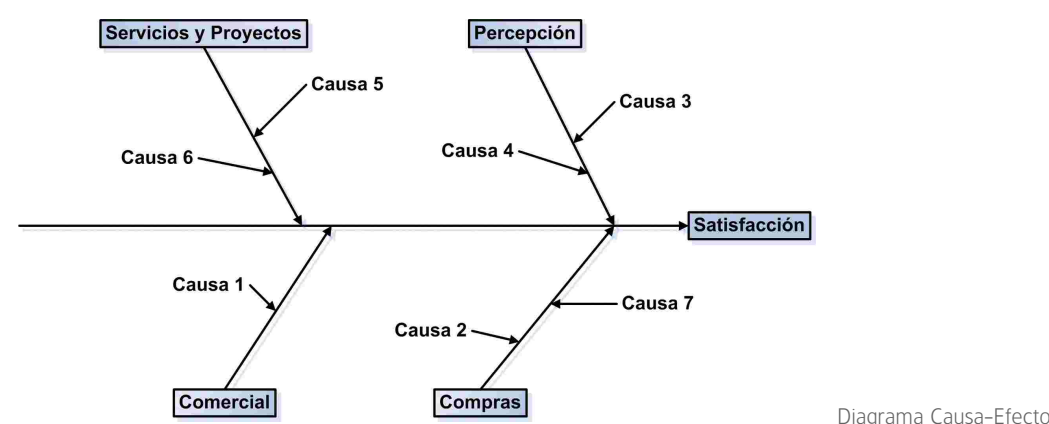 Servicios y Proyectos
Percepción
Causa 5
Causa 3
Causa 6
Causa 4
Satisfacción
Causa 1
Causa 7
Causa 2
Comercial
Compras
Diagrama Causa-Efecto